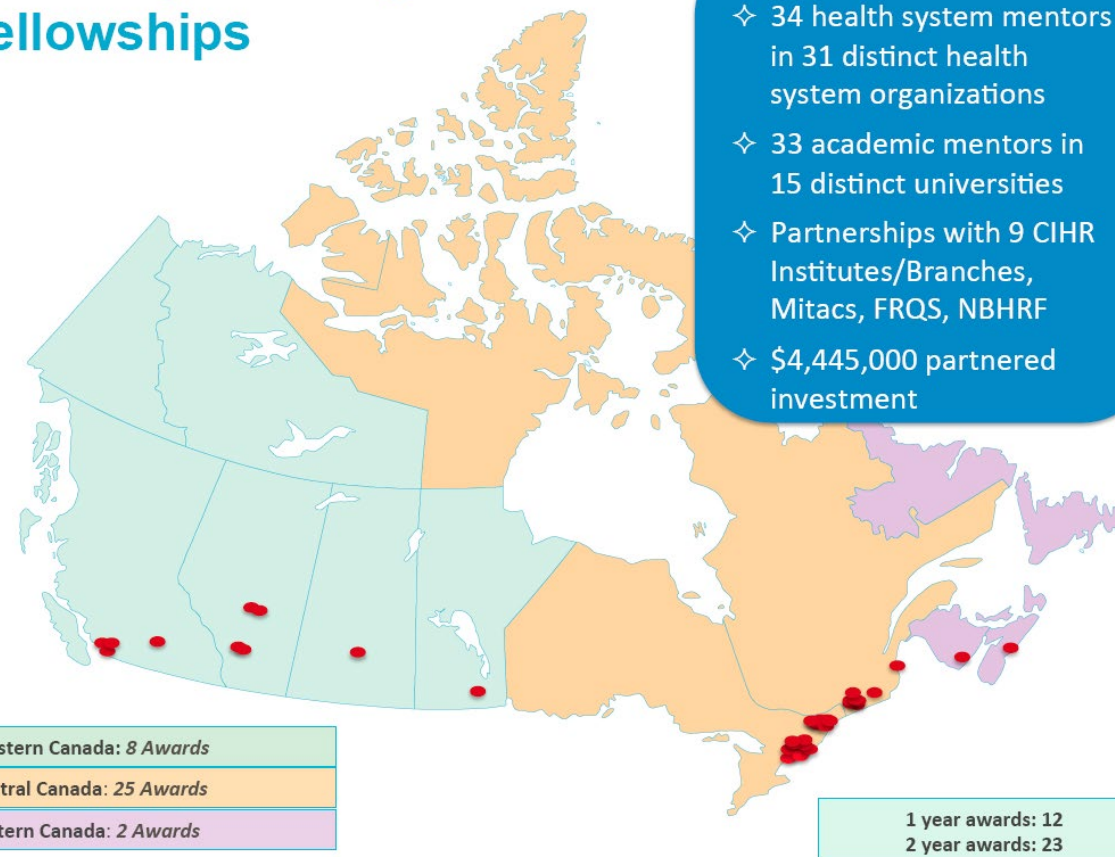 ellowships
✧ 34 health system mentors
in 31 distinct health
system organizations
✧ 33 academic mentors in
15 distinct universities
✧ Partnerships with 9 CIHR
Institutes/Branches,
Mitacs, FRQS, NBHRF
✧ $4,445,000 partnered
investment
stern Canada: 8 Awards
tral Canada: 25 Awards
tern Canada: 2 Awards
1 year awards: 12
2 year awards: 23